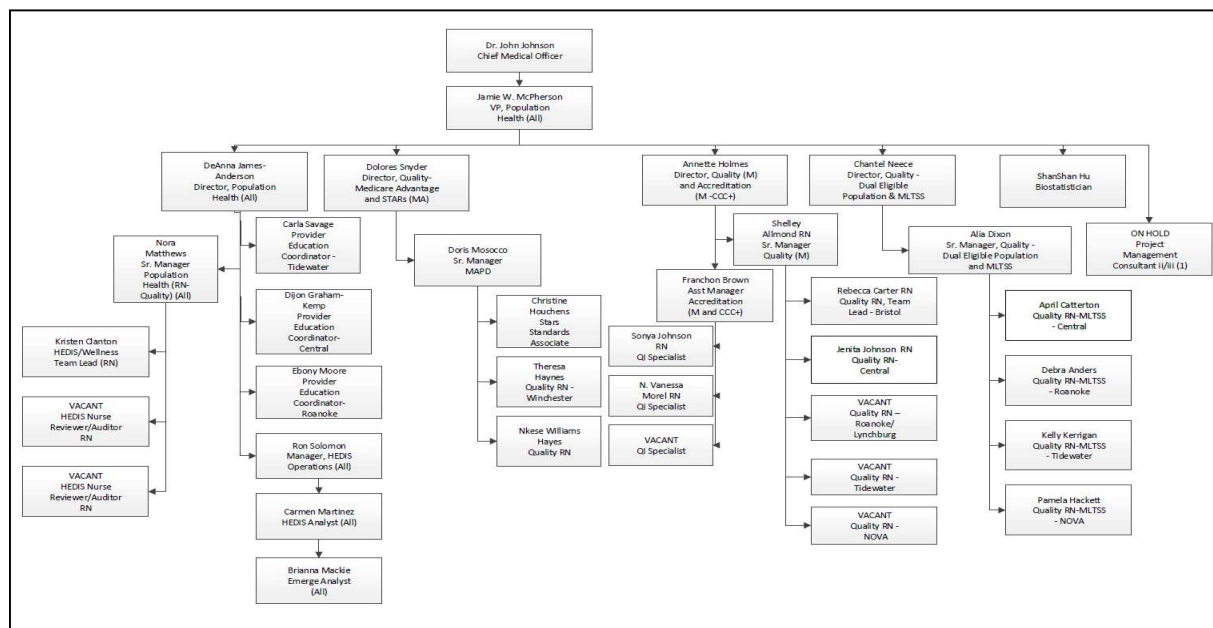 Dr. John Johnson
Chief Medical Officer
Jamie W. McPherson
VP, Population
Health (All)
DeAnna James-
Anderson
Director, Population
Health (All)
Dolores Snyder
Director, Quality-
Medicare Advantage
and STARs (MA)
Annette Holmes
Director, Quality (M)
and Accreditation
(M -CCC+)
Chantel Neece
Director, Quality -
Dual Eligible
Population & MLTSS
ShanShan Hu
Biostatistician
ON HOLD
Project
Management
Consultant ii/iii (1)
Carla Savage
Provider
Education
Coordinator -
Tidewater
Nora
Matthews
Sr. Manager
Population
Health (RN-
Quality) (All)
Dijon Graham-
Kemp
Provider
Education
Coordinator-
Central
Ebony Moore
Provider
Education
Coordinator-
Roanoke
Ron Solomon
Manager, HEDIS
Operations (All)
Carmen Martinez
HEDIS Analyst (All)
Brianna Mackie
Emerge Analyst
(All)
Kristen Clanton
HEDIS/Wellness
Team Lead (RN)
VACANT
HEDIS Nurse
Reviewer/Auditor
RN
VACANT
HEDIS Nurse
Reviewer/Auditor
RN
Doris Mosocco
Sr. Manager
MAPD
Christine
Houchens
Stars
Standards
Associate
Theresa
Haynes
Quality RN -
Winchester
Nkese Williams
Hayes
Quality RN
Shelley
Allmond RN
Sr. Manager
Quality (M)
Franchon Brown
Asst Manager
Accreditation
(M and CCC+)
Sonya Johnson
RN
QI Specialist
N. Vanessa
Morel RN
QI Specialist
VACANT
QI Specialist
Rebecca Carter RN
Quality RN, Team
Lead - Bristol
Jenita Johnson RN
Quality RN-
Central
VACANT
Quality RN –
Roanoke/
Lynchburg
VACANT
Quality RN -
Tidewater
VACANT
Quality RN -
NOVA
Alia Dixon
Sr. Manager, Quality -
Dual Eligible Population
and MLTSS
April Catterton
Quality RN-MLTSS
- Central
Debra Anders
Quality RN-MLTSS
- Roanoke
Kelly Kerrigan
Quality RN-MLTSS
- Tidewater
Pamela Hackett
Quality RN-MLTSS
- NOVA